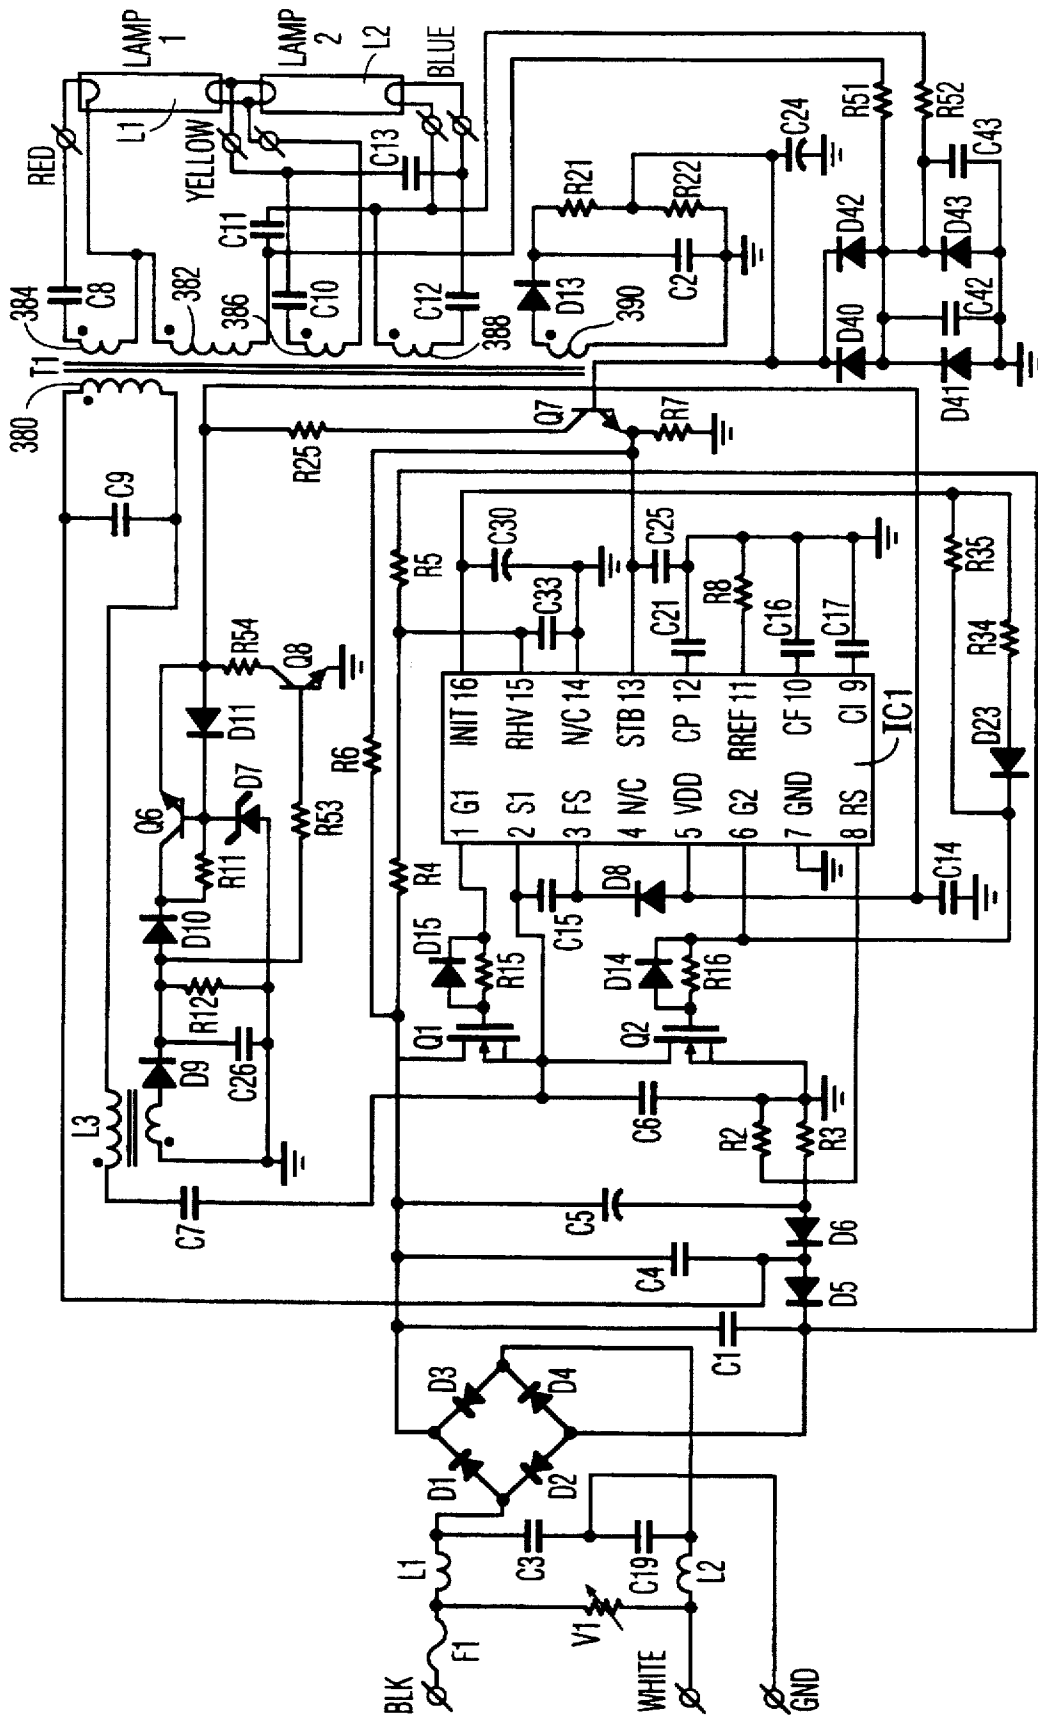 384
RED
LAMP
1
L1
C8
382
YELLOW
LAMP
2
L2
BLUE
C13
C11
386
C10
C12
388
T1
380
C9
D13
R21
R22
C2
390
C24
R51
R52
D42
C43
D43
D40
C42
D41
R25
Q7
R7
L3
D9
C26
R12
D10
R11
Q6
D7
D11
R54
Q8
R53
C7
R6
R5
R4
C30
C33
C25
C21
R8
C16
C17
INIT 16
RHV 15
N/C 14
STB 13
CP 12
RREF 11
CF 10
CI 9
1 G1
2 S1
3 FS
4 N/C
5 VDD
6 G2
7 GND
8 RS
IC1
D15
R15
Q1
C15
D8
D14
R16
Q2
C14
R35
R34
D23
C6
R2
R3
C5
D6
C4
D5
C1
D3
D4
D1
D2
L1
C3
C19
L2
V1
F1
BLK
WHITE
GND